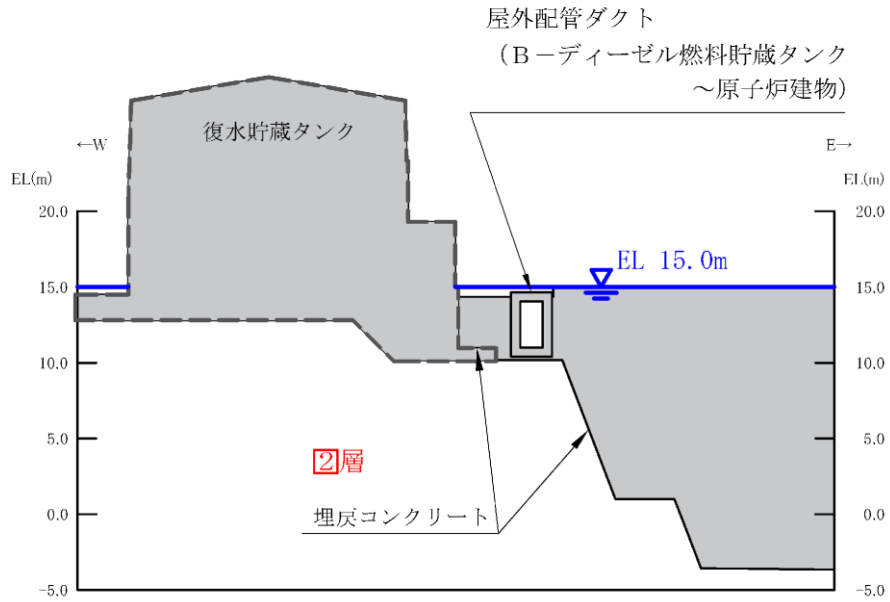 屋外配管ダクト
(B-ディーゼル燃料貯蔵タンク
～原子炉建物)
復水貯蔵タンク
←W
E→
EL(m)
EL(m)
20.0
20.0
EL 15.0m
15.0
15.0
10.0
10.0
5.0
5.0
②層
埋戻コンクリート
0.0
0.0
-5.0
-5.0